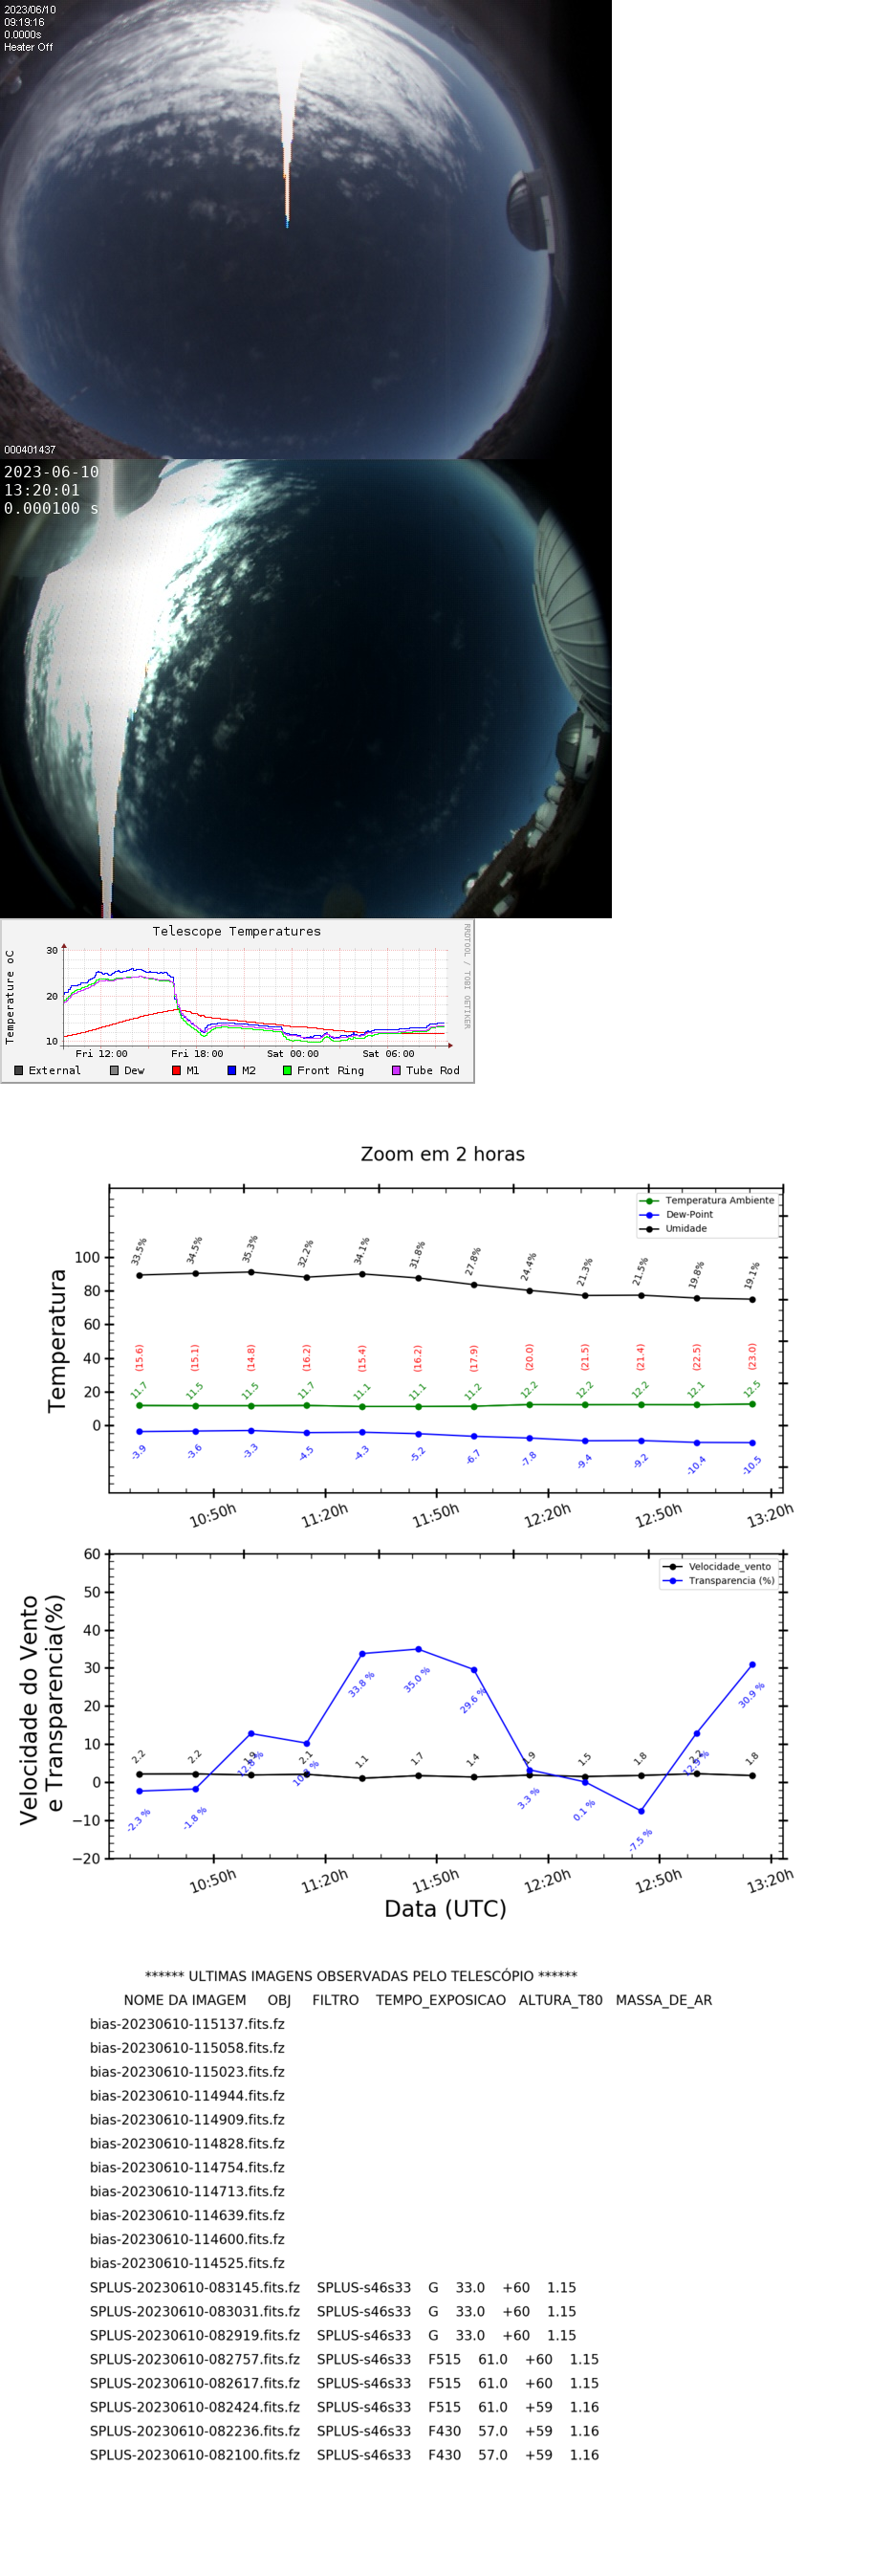 2023/06/10
09:19:16
0.0000s
Heater Off
000401437
2023-06-10
13:20:01
0.000100 s
Telescope Temperatures
RRDTOOL / TOBI OETIKER
Temperature oC
30
20
10
Fri 12:00 Fri 18:00 Sat 00:00 Sat 06:00
External Dew M1 M2 Front Ring Tube Rod
Zoom em 2 horas
Temperatura Ambiente
Dew-Point
Umidade
Temperatura
100
80
60
40
20
0
33.5% 34.5% 35.3% 32.2% 34.1% 31.8% 27.8% 24.4% 21.3% 21.5% 19.8% 19.1%
(15.6) (15.1) (14.8) (16.2) (15.4) (16.2) (17.9) (20.0) (21.5) (21.4) (22.5) (23.0)
11.7 11.5 11.5 11.7 11.1 11.1 11.2 12.2 12.2 12.2 12.1 12.5
-3.9 -3.6 -3.3 -4.5 -4.3 -5.2 -6.7 -7.8 -9.4 -9.2 -10.4 -10.5
10:50h 11:20h 11:50h 12:20h 12:50h 13:20h
Velocidade_vento
Transparencia (%)
Velocidade do Vento
e Transparencia(%)
60
50
40
30
20
10
0
−10
−20
2.2 2.2 1.9 2.1 1.1 1.7 1.4 1.9 1.5 1.8 2.2 1.8
-2.3 % -1.8 % 33.8 % 35.0 % 29.6 % 3.3 % 0.1 % -7.5 % 12.9 % 30.9 %
10:50h 11:20h 11:50h 12:20h 12:50h 13:20h
Data (UTC)
****** ULTIMAS IMAGENS OBSERVADAS PELO TELESCÓPIO ******
NOME DA IMAGEM OBJ FILTRO TEMPO_EXPOSICAO ALTURA_T80 MASSA_DE_AR
bias-20230610-115137.fits.fz
bias-20230610-115058.fits.fz
bias-20230610-115023.fits.fz
bias-20230610-114944.fits.fz
bias-20230610-114909.fits.fz
bias-20230610-114828.fits.fz
bias-20230610-114754.fits.fz
bias-20230610-114713.fits.fz
bias-20230610-114639.fits.fz
bias-20230610-114600.fits.fz
bias-20230610-114525.fits.fz
SPLUS-20230610-083145.fits.fz SPLUS-s46s33 G 33.0 +60 1.15
SPLUS-20230610-083031.fits.fz SPLUS-s46s33 G 33.0 +60 1.15
SPLUS-20230610-082919.fits.fz SPLUS-s46s33 G 33.0 +60 1.15
SPLUS-20230610-082757.fits.fz SPLUS-s46s33 F515 61.0 +60 1.15
SPLUS-20230610-082617.fits.fz SPLUS-s46s33 F515 61.0 +60 1.15
SPLUS-20230610-082424.fits.fz SPLUS-s46s33 F515 61.0 +59 1.16
SPLUS-20230610-082236.fits.fz SPLUS-s46s33 F430 57.0 +59 1.16
SPLUS-20230610-082100.fits.fz SPLUS-s46s33 F430 57.0 +59 1.16